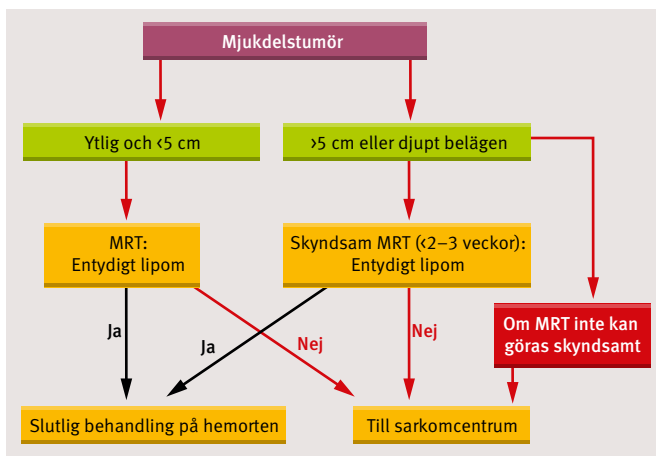 Mjukdelstumör
Ytlig och <5 cm
>5 cm eller djupt belägen
MRT:
Entydigt lipom
Skyndsam MRT (<2–3 veckor):
Entydigt lipom
Om MRT inte kan
göras skyndsamt
Ja
Ja
Nej
Nej
Slutlig behandling på hemorten
Till sarkomcentrum